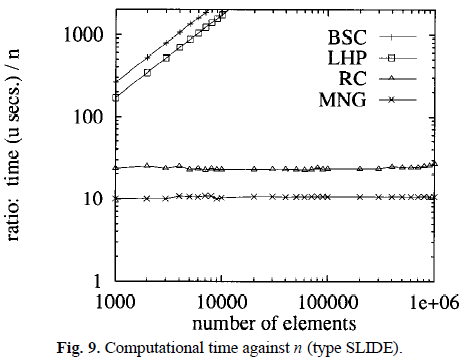 1000
100
10
1
ratio: time (u secs.) / n
BSC
LHP
RC
MNG
1000
10000
100000
1e+06
number of elements
Fig. 9. Computational time against n (type SLIDE).